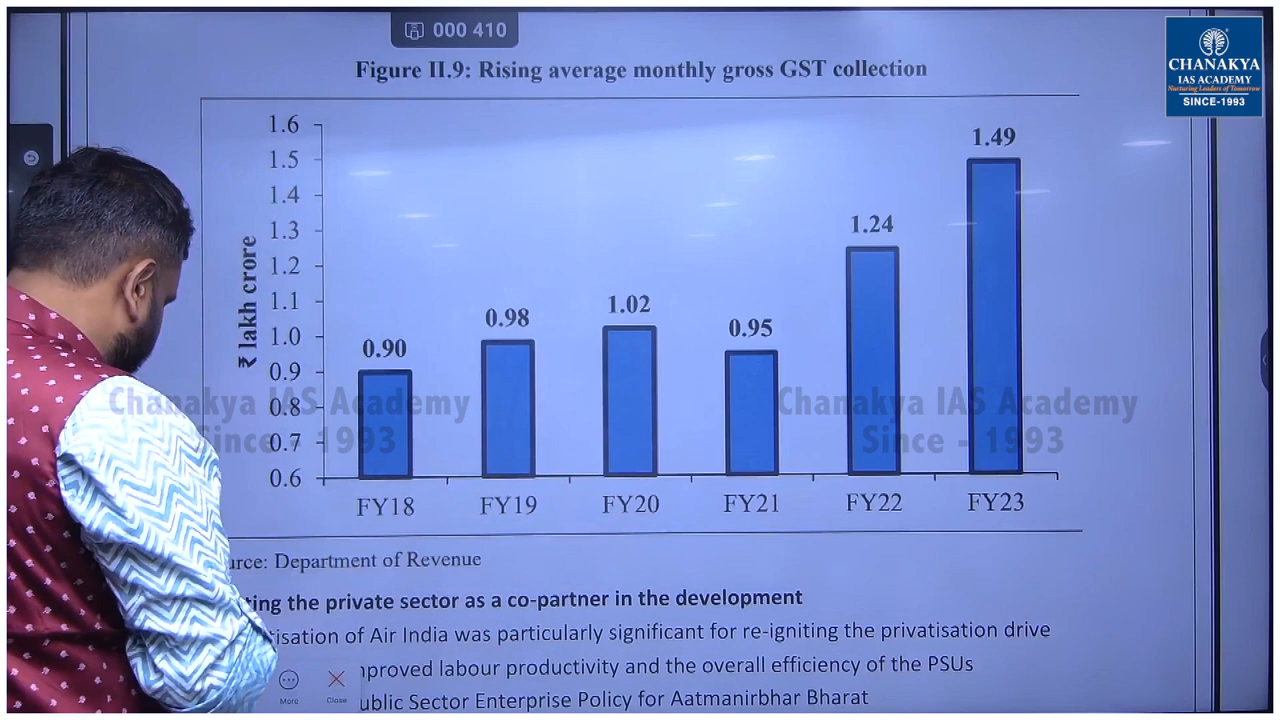 000 410
CHANAKYA
IAS ACADEMY
Nurturing Leaders of Tomorrow
SINCE-1993
Figure II.9: Rising average monthly gross GST collection
₹ lakh crore
1.6
1.5
1.4
1.3
1.2
1.1
1.0
0.9
0.8
0.7
0.6
0.90
0.98
1.02
0.95
1.24
1.49
FY18
FY19
FY20
FY21
FY22
FY23
Chanakya IAS Academy
Since - 1993
Chanakya IAS Academy
Since - 1993
urce: Department of Revenue
ting the private sector as a co-partner in the development
tisation of Air India was particularly significant for re-igniting the privatisation drive
mproved labour productivity and the overall efficiency of the PSUs
ublic Sector Enterprise Policy for Aatmanirbhar Bharat
More
Close